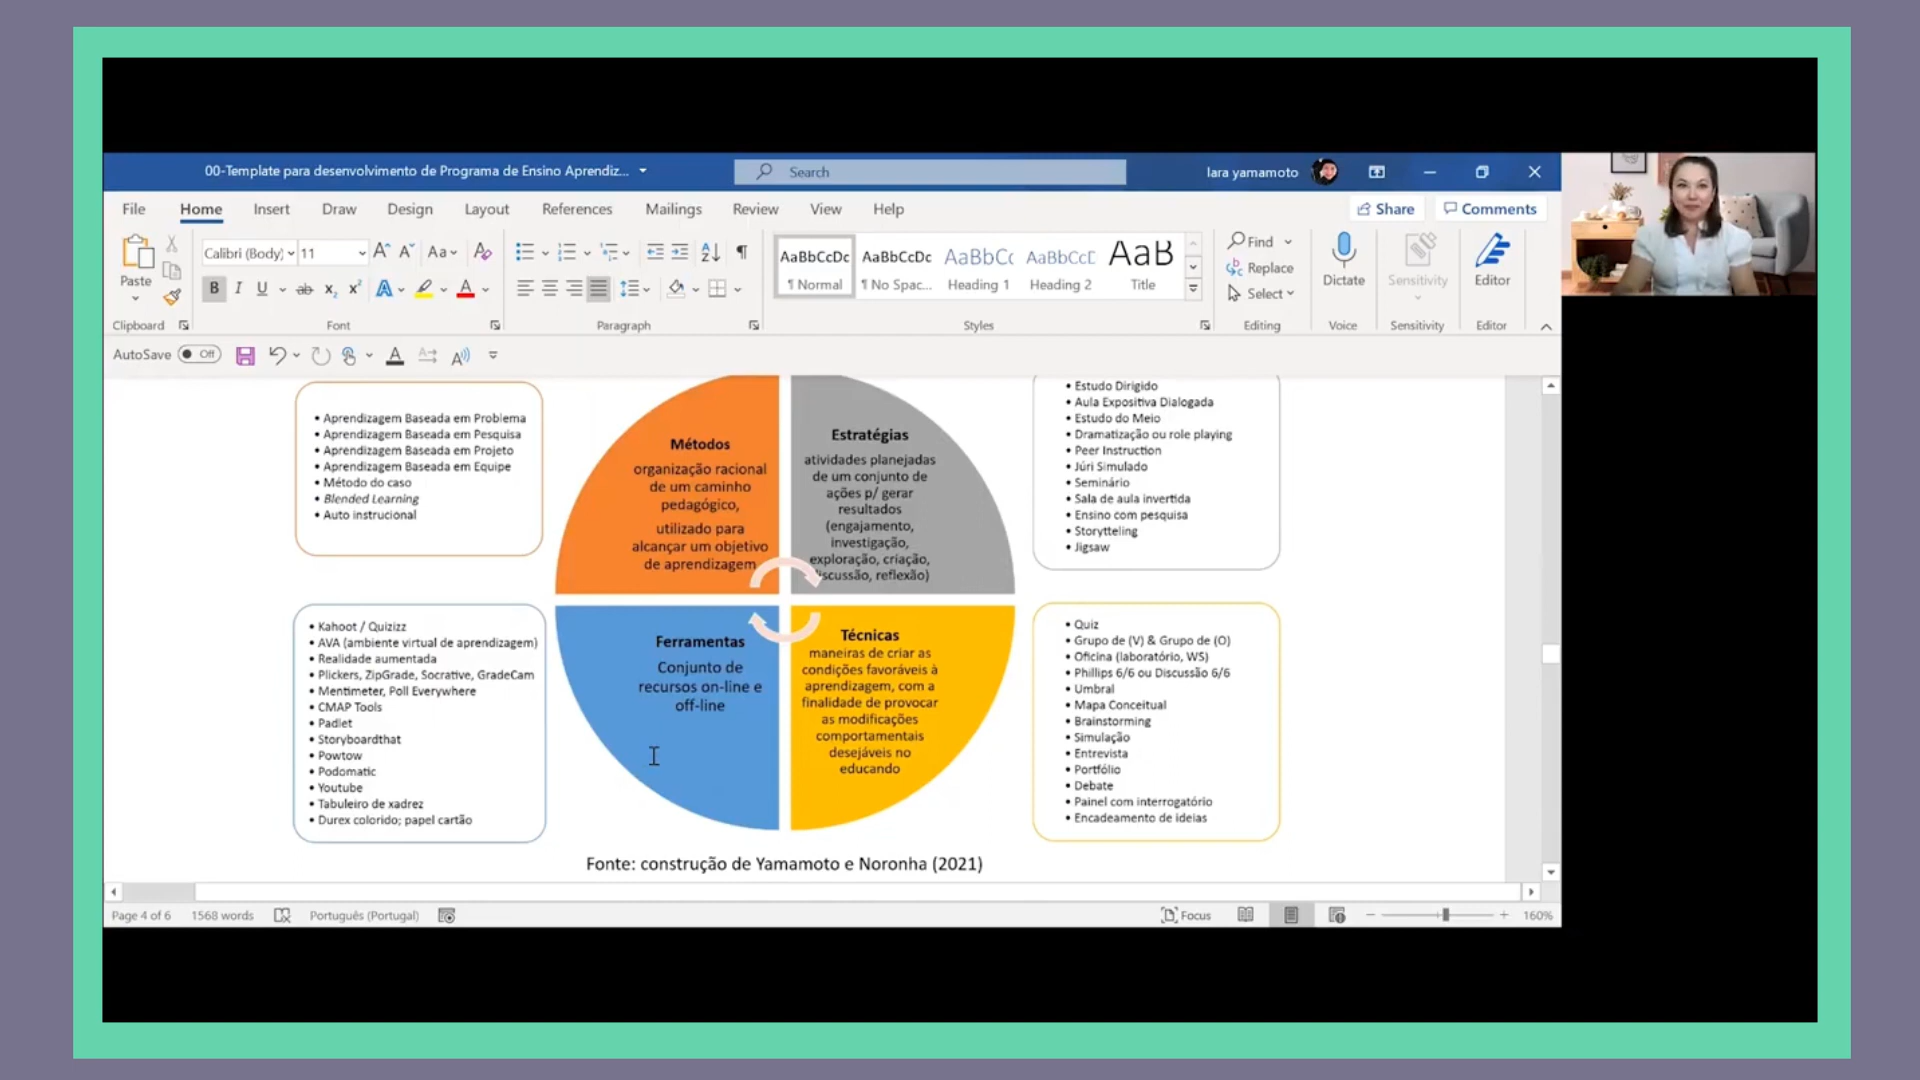 00-Template para desenvolvimento de Programa de Ensino Aprendiz...
Search
Iara yamamoto
File
Home
Insert
Draw
Design
Layout
References
Mailings
Review
View
Help
Share
Comments
Paste
Calibri (Body)
11
Aa
AaBbCcDc
¶ Normal
AaBbCcDc
¶ No Spac...
AaBbCc
Heading 1
AaBbCcC
Heading 2
AaB
Title
Find
Replace
Select
Dictate
Sensitivity
Editor
Clipboard
Font
Paragraph
Styles
Editing
Voice
Sensitivity
Editor
AutoSave
Off
• Aprendizagem Baseada em Problema
• Aprendizagem Baseada em Pesquisa
• Aprendizagem Baseada em Projeto
• Aprendizagem Baseada em Equipe
• Método do caso
• Blended Learning
• Auto instrucional
Métodos
organização racional
de um caminho
pedagógico,
utilizado para
alcançar um objetivo
de aprendizagem
Estratégias
atividades planejadas
de um conjunto de
ações p/ gerar
resultados
(engajamento,
investigação,
exploração, criação,
discussão, reflexão)
• Estudo Dirigido
• Aula Expositiva Dialogada
• Estudo do Meio
• Dramatização ou role playing
• Peer Instruction
• Júri Simulado
• Seminário
• Sala de aula invertida
• Ensino com pesquisa
• Storytteling
• Jigsaw
• Kahoot / Quizizz
• AVA (ambiente virtual de aprendizagem)
• Realidade aumentada
• Plickers, ZipGrade, Socrative, GradeCam
• Mentimeter, Poll Everywhere
• CMAP Tools
• Padlet
• Storyboardthat
• Powtow
• Podomatic
• Youtube
• Tabuleiro de xadrez
• Durex colorido; papel cartão
Ferramentas
Conjunto de
recursos on-line e
off-line
Técnicas
maneiras de criar as
condições favoráveis à
aprendizagem, com a
finalidade de provocar
as modificações
comportamentais
desejáveis no
educando
• Quiz
• Grupo de (V) & Grupo de (O)
• Oficina (laboratório, WS)
• Phillips 6/6 ou Discussão 6/6
• Umbral
• Mapa Conceitual
• Brainstorming
• Simulação
• Entrevista
• Portfólio
• Debate
• Painel com interrogatório
• Encadeamento de ideias
Fonte: construção de Yamamoto e Noronha (2021)
Page 4 of 6
1568 words
Português (Portugal)
Focus
160%